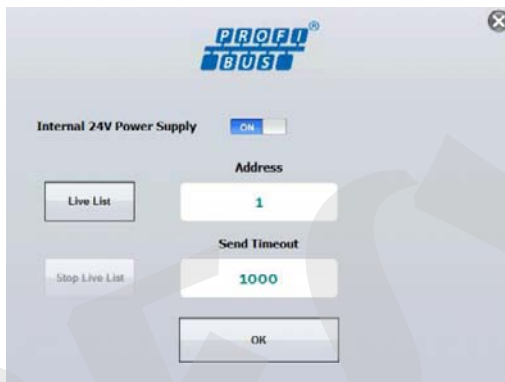 PROFI®
BUS
Internal 24V Power Supply ON
Address
Live List 1
Send Timeout
Stop Live List 1000
OK